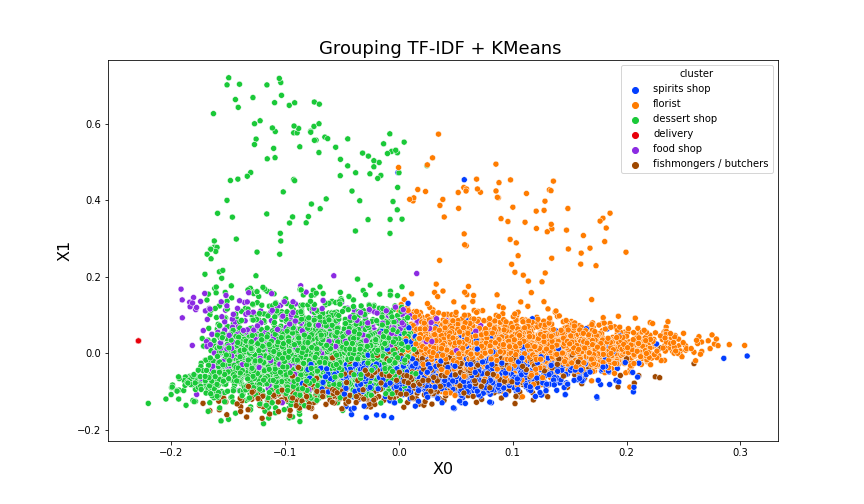 Grouping TF-IDF + KMeans
cluster
spirits shop
florist
dessert shop
delivery
food shop
fishmongers / butchers
X1
0.6
0.4
0.2
0.0
−0.2
−0.2
−0.1
0.0
0.1
0.2
0.3
X0